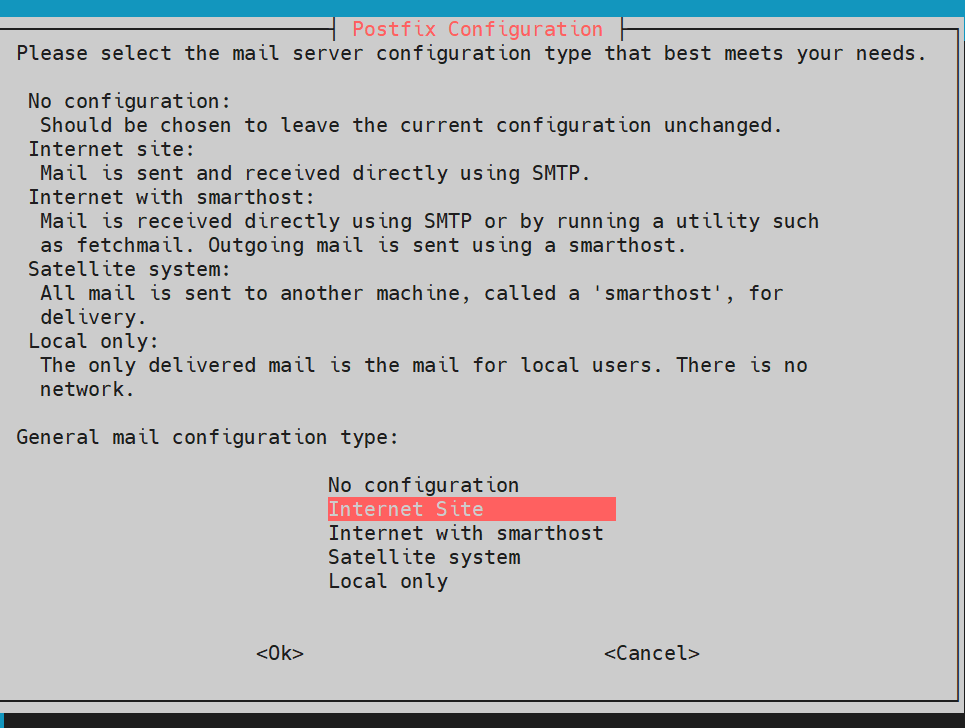 Postfix Configuration
Please select the mail server configuration type that best meets your needs.
No configuration:
Should be chosen to leave the current configuration unchanged.
Internet site:
Mail is sent and received directly using SMTP.
Internet with smarthost:
Mail is received directly using SMTP or by running a utility such
as fetchmail. Outgoing mail is sent using a smarthost.
Satellite system:
All mail is sent to another machine, called a 'smarthost', for
delivery.
Local only:
The only delivered mail is the mail for local users. There is no
network.
General mail configuration type:
No configuration
Internet Site
Internet with smarthost
Satellite system
Local only
<Ok> <Cancel>